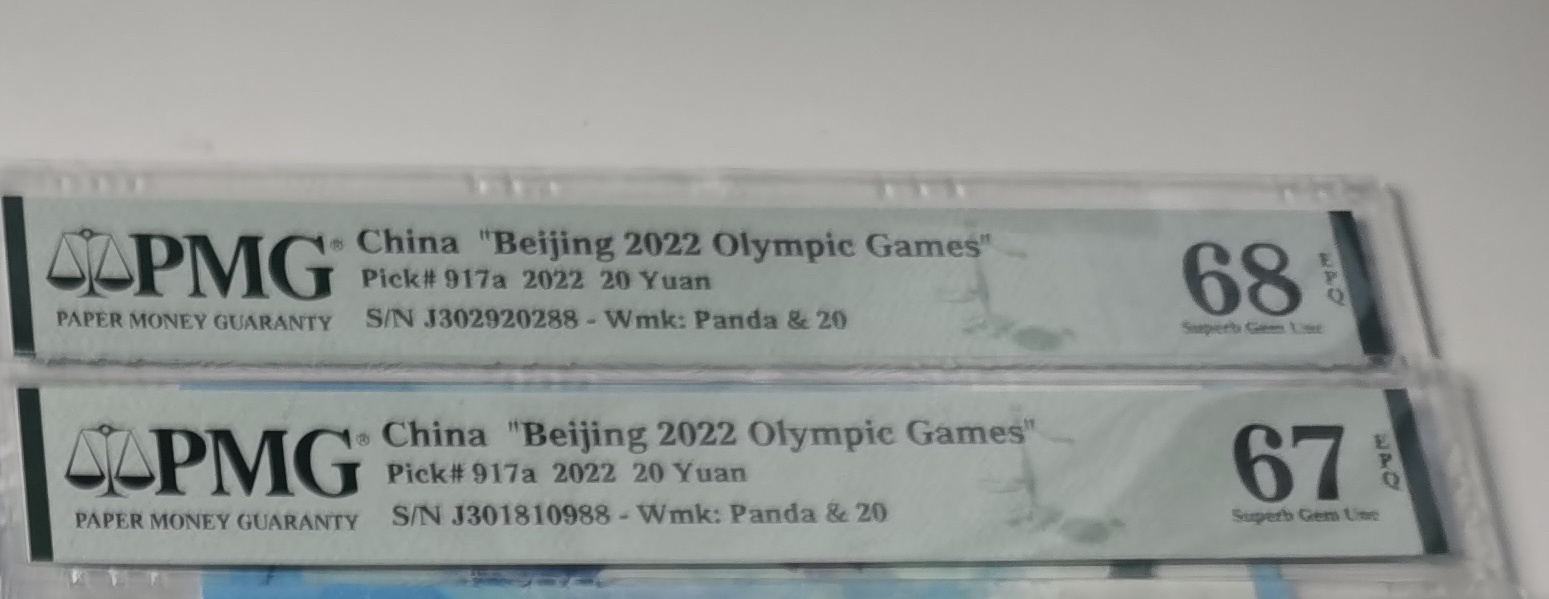 PMG® China "Beijing 2022 Olympic Games" 68 EPQ
Pick# 917a 2022 20 Yuan
PAPER MONEY GUARANTY S/N J302920288 - Wmk: Panda & 20 Superb Gem Unc
PMG® China "Beijing 2022 Olympic Games" 67 EPQ
Pick# 917a 2022 20 Yuan
PAPER MONEY GUARANTY S/N J301810988 - Wmk: Panda & 20 Superb Gem Unc